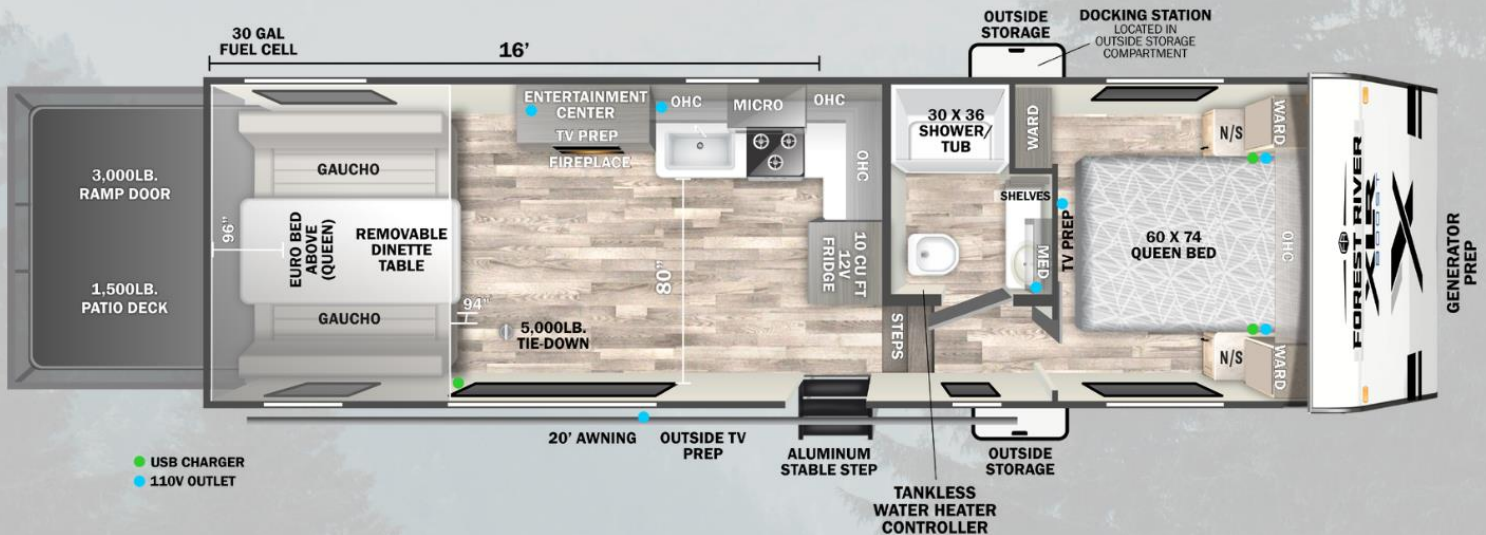 30 GAL
FUEL CELL
16'
OUTSIDE
STORAGE
DOCKING STATION
LOCATED IN
OUTSIDE STORAGE
COMPARTMENT
3,000LB.
RAMP DOOR
1,500LB.
PATIO DECK
96"
GAUCHO
EURO BED
ABOVE
(QUEEN)
REMOVABLE
DINETTE
TABLE
GAUCHO
94"
ENTERTAINMENT
CENTER
TV PREP
FIREPLACE
OHC
MICRO
OHC
OHC
80"
10 CU FT
12V
FRIDGE
5,000LB.
TIE-DOWN
30 X 36
SHOWER/
TUB
WARD
SHELVES
MED
TV PREP
STEPS
N/S
WARD
60 X 74
QUEEN BED
OHC
N/S
WARD
FOREST RIVER
XLR
BOOST
X
GENERATOR
PREP
20' AWNING
OUTSIDE TV
PREP
ALUMINUM
STABLE STEP
OUTSIDE
STORAGE
TANKLESS
WATER HEATER
CONTROLLER
USB CHARGER
110V OUTLET